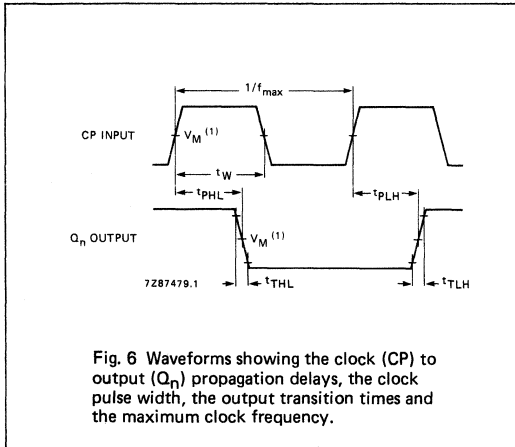 1/fmax
CP INPUT
VM (1)
tW
tPHL
tPLH
Qn OUTPUT
VM (1)
7Z87479.1
tTHL
tTLH
Fig. 6 Waveforms showing the clock (CP) to
output (Qn) propagation delays, the clock
pulse width, the output transition times and
the maximum clock frequency.